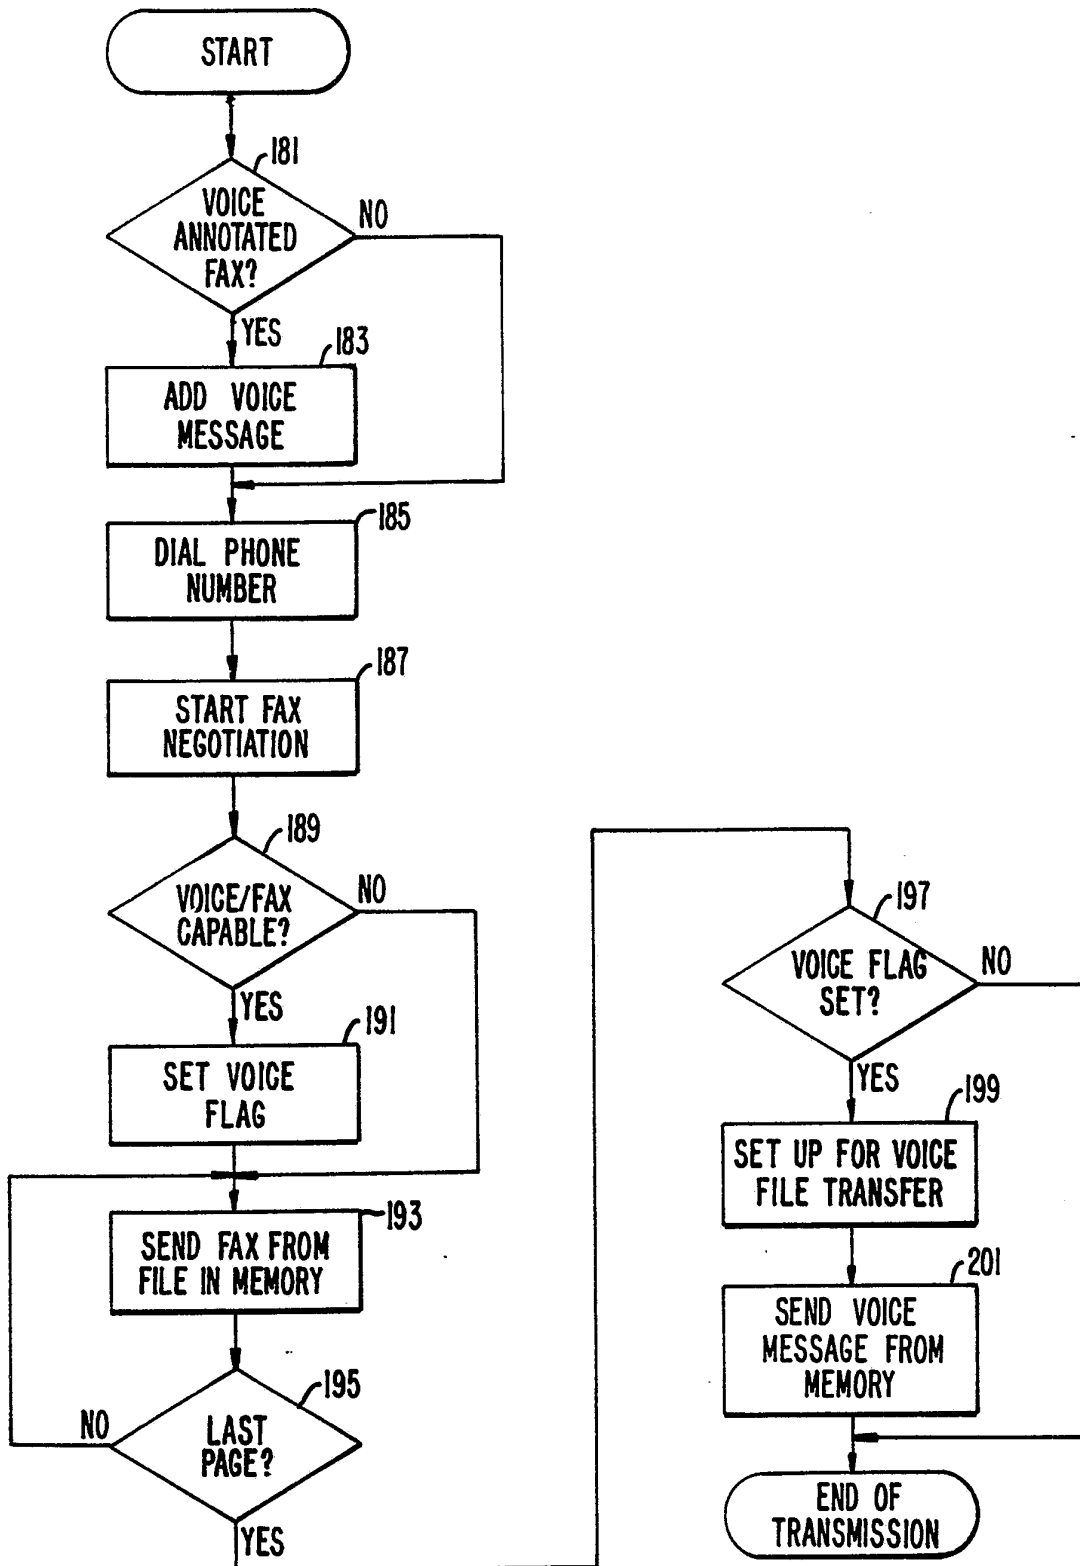 START
181
VOICE
ANNOTATED
FAX?
NO
YES
183
ADD VOICE
MESSAGE
185
DIAL PHONE
NUMBER
187
START FAX
NEGOTIATION
189
VOICE/FAX
CAPABLE?
NO
YES
191
SET VOICE
FLAG
193
SEND FAX FROM
FILE IN MEMORY
195
LAST
PAGE?
NO
YES
197
VOICE FLAG
SET?
NO
YES
199
SET UP FOR VOICE
FILE TRANSFER
201
SEND VOICE
MESSAGE FROM
MEMORY
END OF
TRANSMISSION